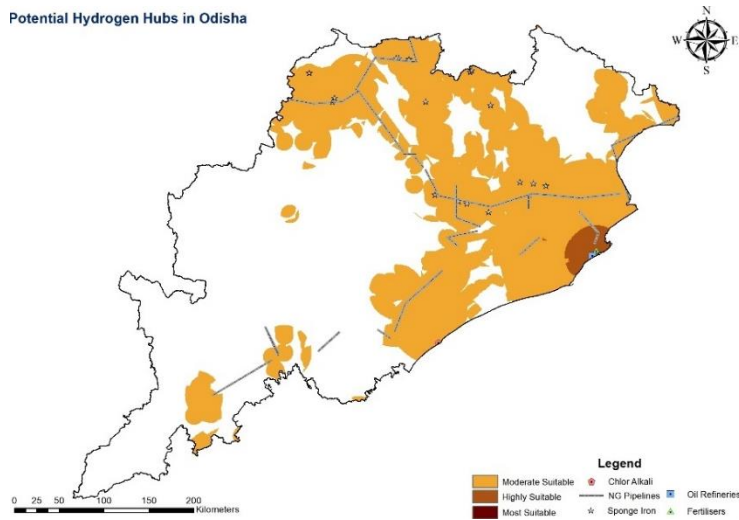 Potential Hydrogen Hubs in Odisha
N
W E
S
Legend
Moderate Suitable
Highly Suitable
Most Suitable
Chlor Alkali
NG Pipelines
Sponge Iron
Oil Refineries
Fertilisers
0 25 50 100 150 200
Kilometers